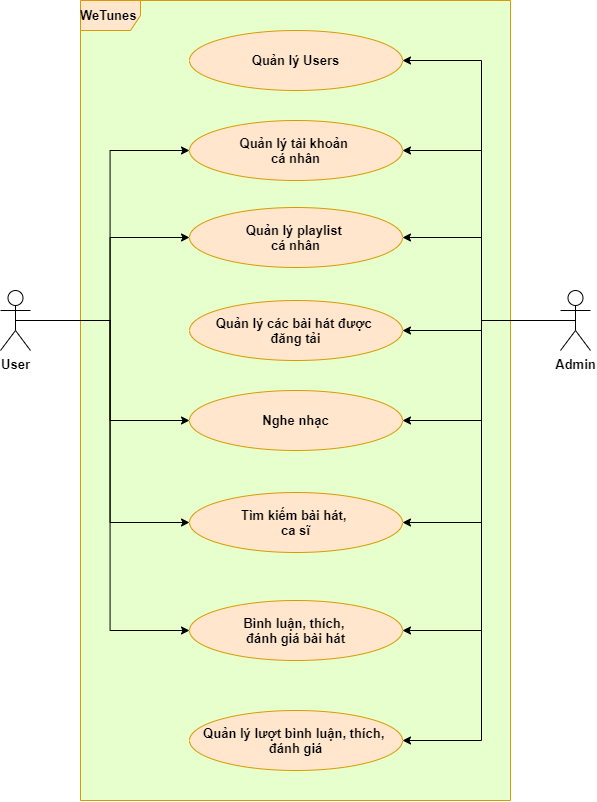 WeTunes
Quản lý Users
Quản lý tài khoản
cá nhân
Quản lý playlist
cá nhân
Quản lý các bài hát được
đăng tải
User
Admin
Nghe nhạc
Tìm kiếm bài hát,
ca sĩ
Bình luận, thích,
đánh giá bài hát
Quản lý lượt bình luận, thích,
đánh giá